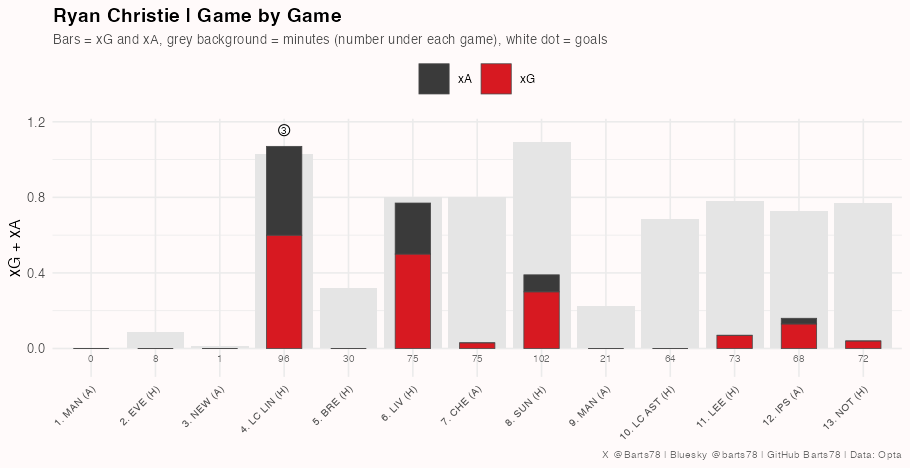 Ryan Christie | Game by Game
Bars = xG and xA, grey background = minutes (number under each game), white dot = goals
xA xG
xG + xA
1.2
0.8
0.4
0.0
3
0 8 1 96 30 75 75 102 21 64 73 68 72
1. MAN (A)
2. EVE (H)
3. NEW (A)
4. LC LIN (H)
5. BRE (H)
6. LIV (H)
7. CHE (A)
8. SUN (H)
9. MAN (A)
10. LC AST (H)
11. LEE (H)
12. IPS (A)
13. NOT (H)
X @Barts78 | Bluesky @barts78 | GitHub Barts78 | Data: Opta